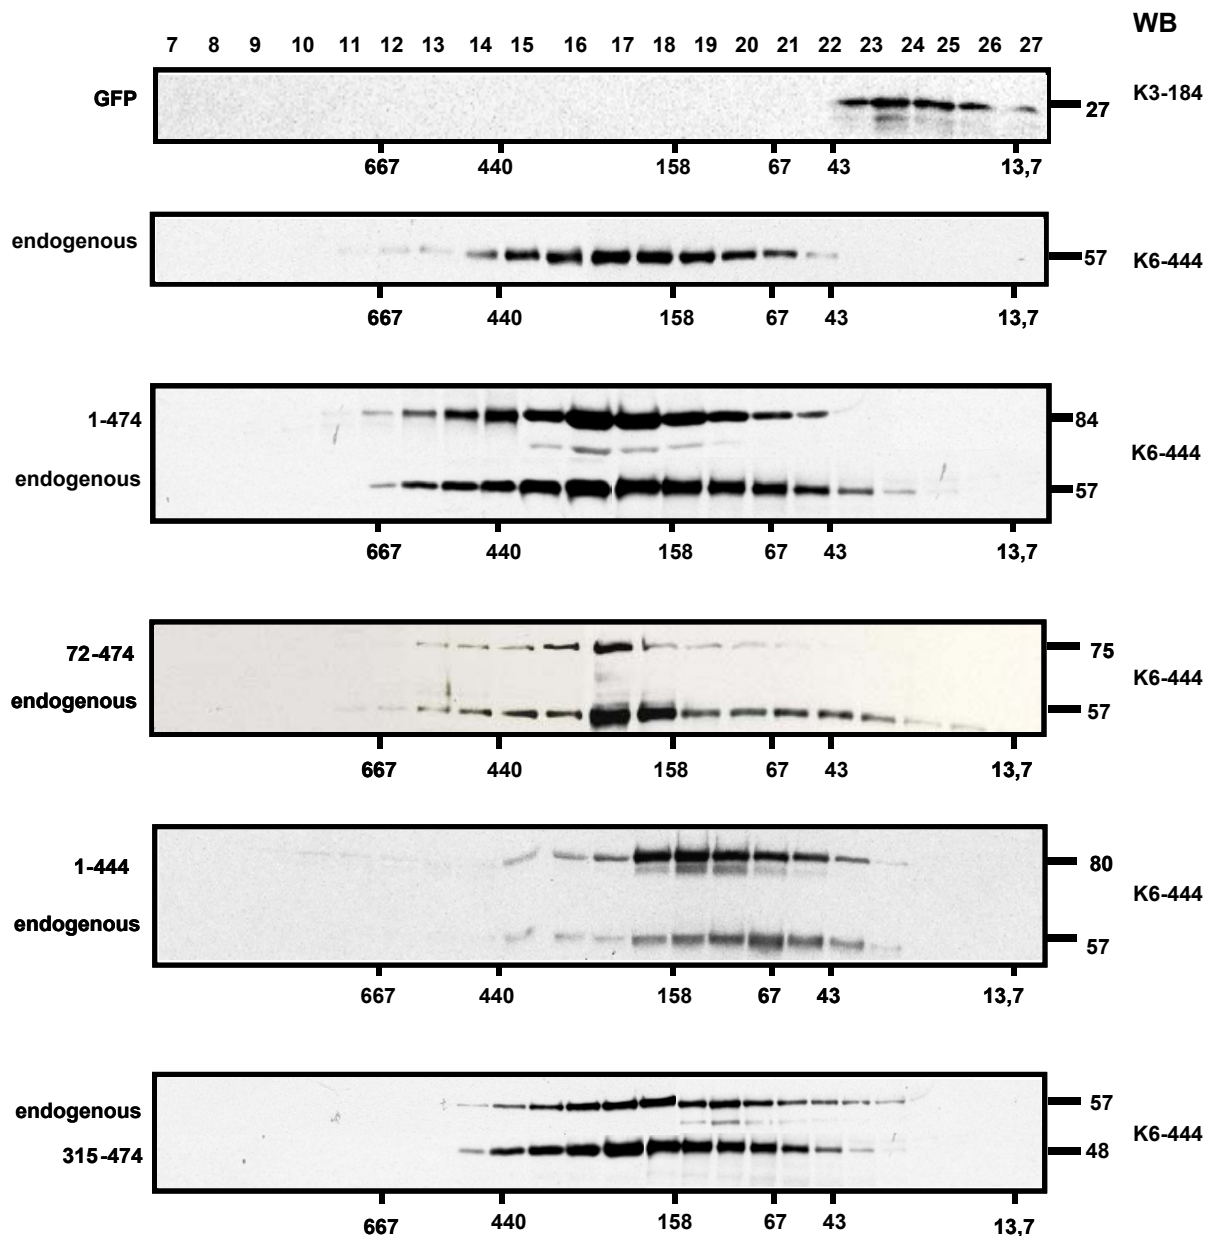 WB
7 8 9 10 11 12 13 14 15 16 17 18 19 20 21 22 23 24 25 26 27
GFP 27 K3-184
667 440 158 67 43 13,7
endogenous 57 K6-444
667 440 158 67 43 13,7
1-474 84
endogenous 57 K6-444
667 440 158 67 43 13,7
72-474 75
endogenous 57 K6-444
667 440 158 67 43 13,7
1-444 80
endogenous 57 K6-444
667 440 158 67 43 13,7
endogenous 57
315-474 48 K6-444
667 440 158 67 43 13,7